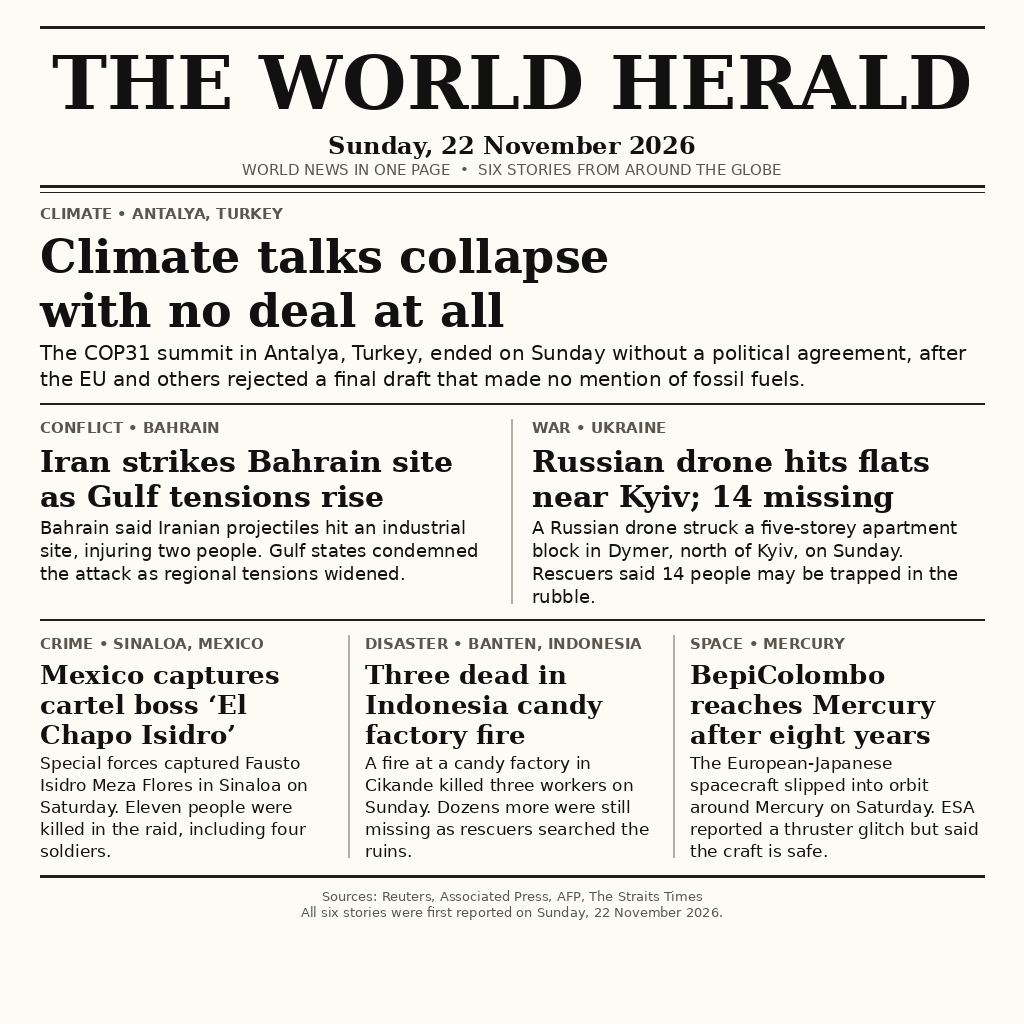 THE WORLD HERALD
Sunday, 22 November 2026
WORLD NEWS IN ONE PAGE • SIX STORIES FROM AROUND THE GLOBE
CLIMATE • ANTALYA, TURKEY
Climate talks collapse
with no deal at all
The COP31 summit in Antalya, Turkey, ended on Sunday without a political agreement, after
the EU and others rejected a final draft that made no mention of fossil fuels.
CONFLICT • BAHRAIN
Iran strikes Bahrain site
as Gulf tensions rise
Bahrain said Iranian projectiles hit an industrial
site, injuring two people. Gulf states condemned
the attack as regional tensions widened.
WAR • UKRAINE
Russian drone hits flats
near Kyiv; 14 missing
A Russian drone struck a five-storey apartment
block in Dymer, north of Kyiv, on Sunday.
Rescuers said 14 people may be trapped in the
rubble.
CRIME • SINALOA, MEXICO
Mexico captures
cartel boss ‘El
Chapo Isidro’
Special forces captured Fausto
Isidro Meza Flores in Sinaloa on
Saturday. Eleven people were
killed in the raid, including four
soldiers.
DISASTER • BANTEN, INDONESIA
Three dead in
Indonesia candy
factory fire
A fire at a candy factory in
Cikande killed three workers on
Sunday. Dozens more were still
missing as rescuers searched the
ruins.
SPACE • MERCURY
BepiColombo
reaches Mercury
after eight years
The European-Japanese
spacecraft slipped into orbit
around Mercury on Saturday. ESA
reported a thruster glitch but said
the craft is safe.
Sources: Reuters, Associated Press, AFP, The Straits Times
All six stories were first reported on Sunday, 22 November 2026.